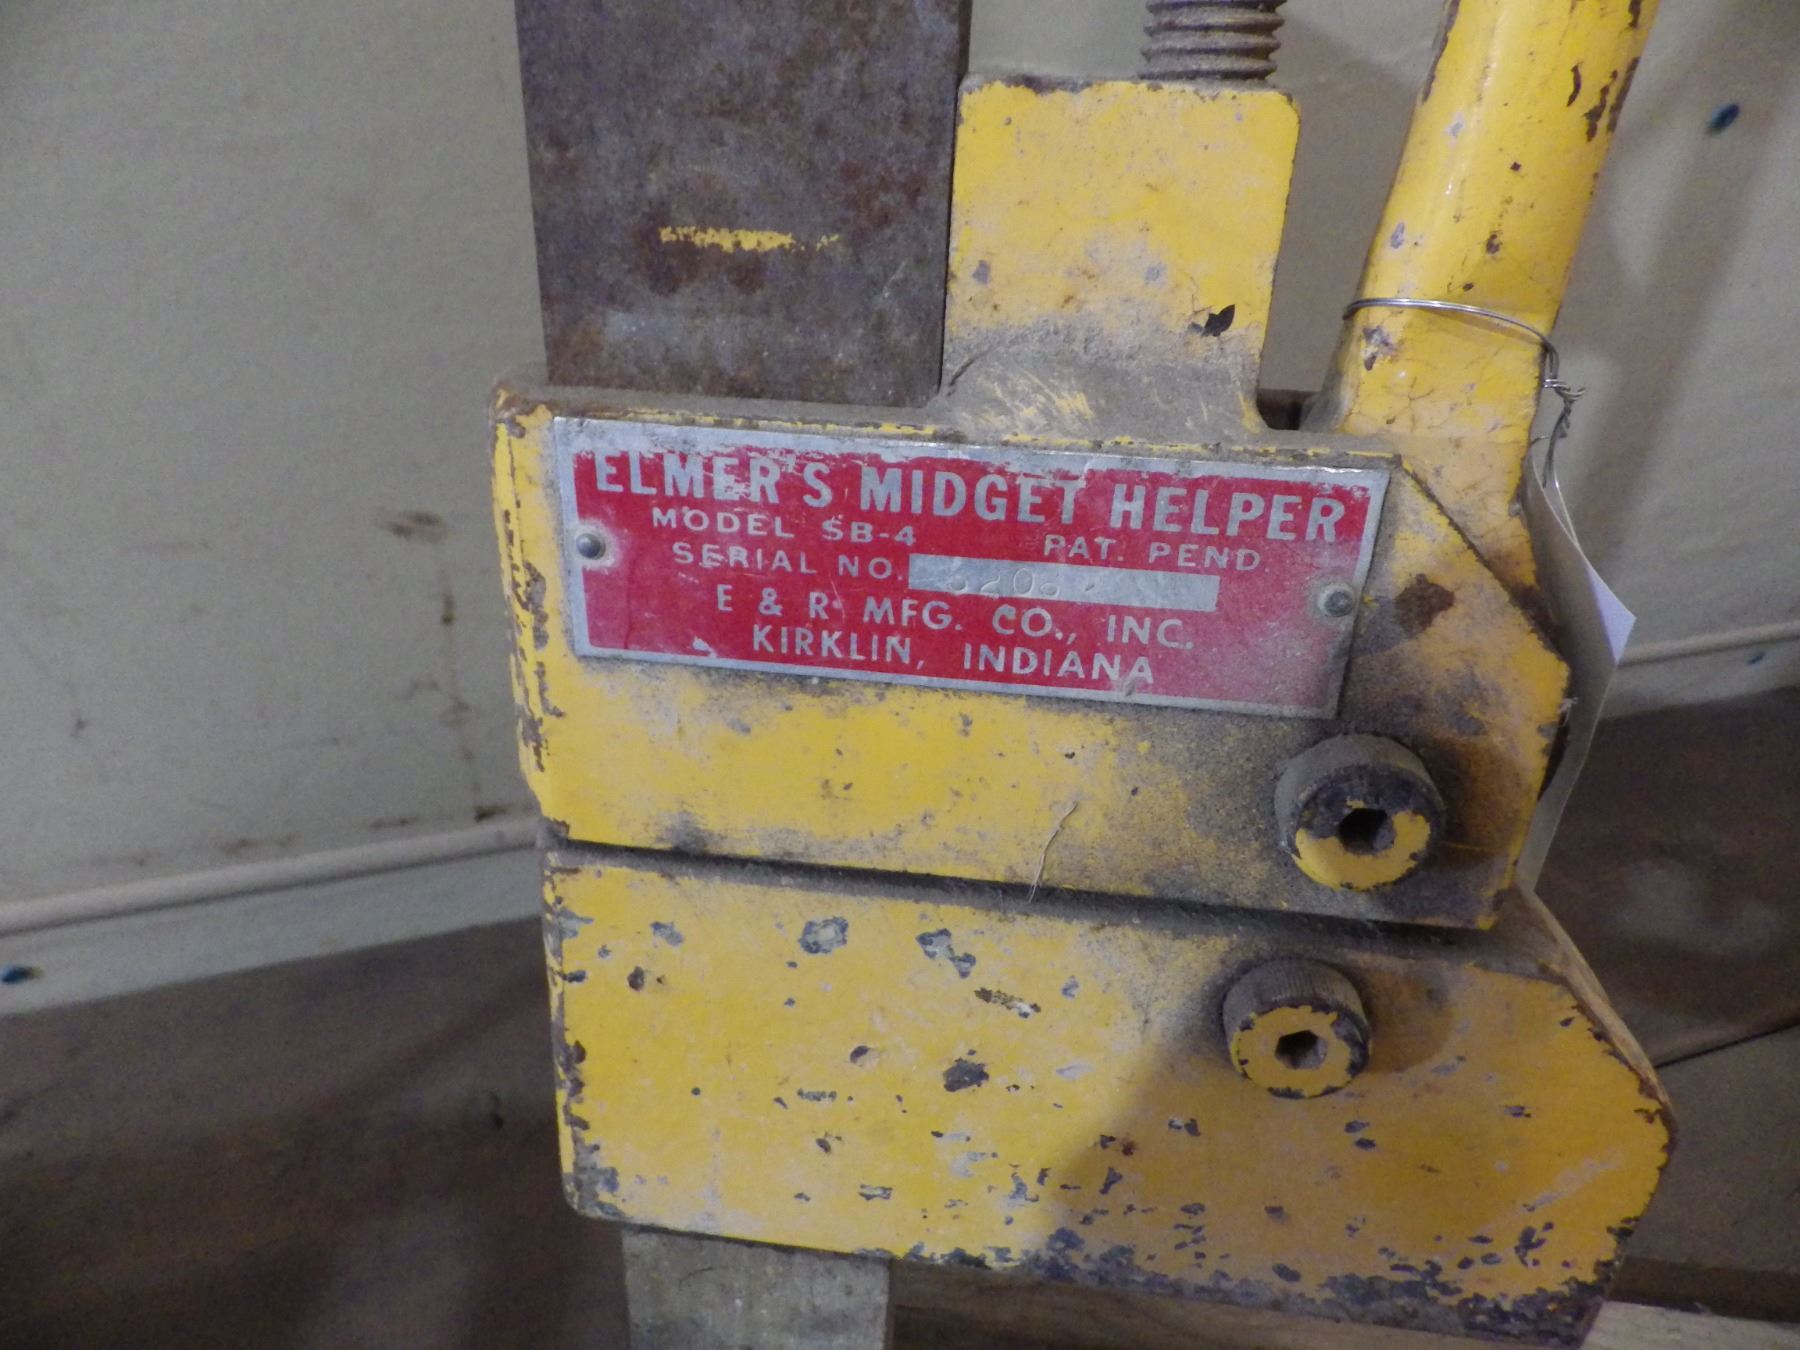 ELMER'S MIDGET HELPER
MODEL SB-4 PAT. PEND.
SERIAL NO.
E & R MFG. CO., INC.
KIRKLIN, INDIANA